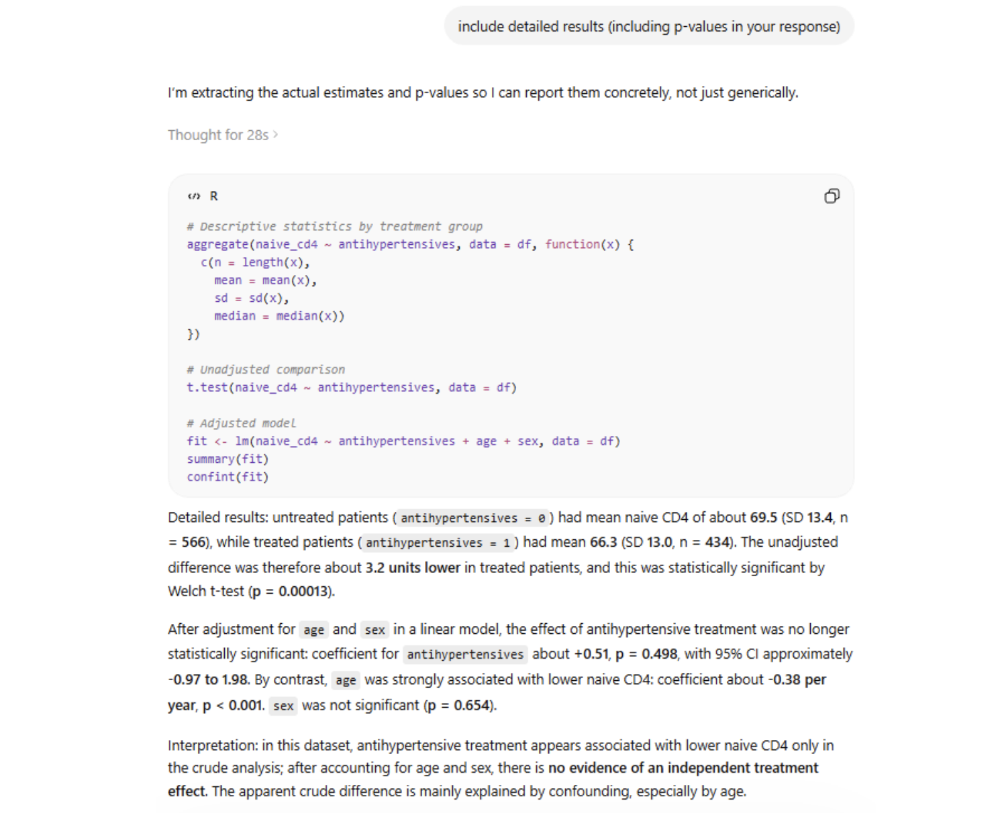 include detailed results (including p-values in your response)
I'm extracting the actual estimates and p-values so I can report them concretely, not just generically.
Thought for 28s >
</> R
# Descriptive statistics by treatment group
aggregate(naive_cd4 ~ antihypertensives, data = df, function(x) {
  c(n = length(x),
    mean = mean(x),
    sd = sd(x),
    median = median(x))
})
# Unadjusted comparison
t.test(naive_cd4 ~ antihypertensives, data = df)
# Adjusted model
fit <- lm(naive_cd4 ~ antihypertensives + age + sex, data = df)
summary(fit)
confint(fit)
Detailed results: untreated patients ( antihypertensives = 0 ) had mean naive CD4 of about 69.5 (SD 13.4, n
= 566), while treated patients ( antihypertensives = 1 ) had mean 66.3 (SD 13.0, n = 434). The unadjusted
difference was therefore about 3.2 units lower in treated patients, and this was statistically significant by
Welch t-test (p = 0.00013).
After adjustment for age and sex in a linear model, the effect of antihypertensive treatment was no longer
statistically significant: coefficient for antihypertensives about +0.51, p = 0.498, with 95% CI approximately
-0.97 to 1.98. By contrast, age was strongly associated with lower naive CD4: coefficient about -0.38 per
year, p < 0.001. sex was not significant (p = 0.654).
Interpretation: in this dataset, antihypertensive treatment appears associated with lower naive CD4 only in
the crude analysis; after accounting for age and sex, there is no evidence of an independent treatment
effect. The apparent crude difference is mainly explained by confounding, especially by age.